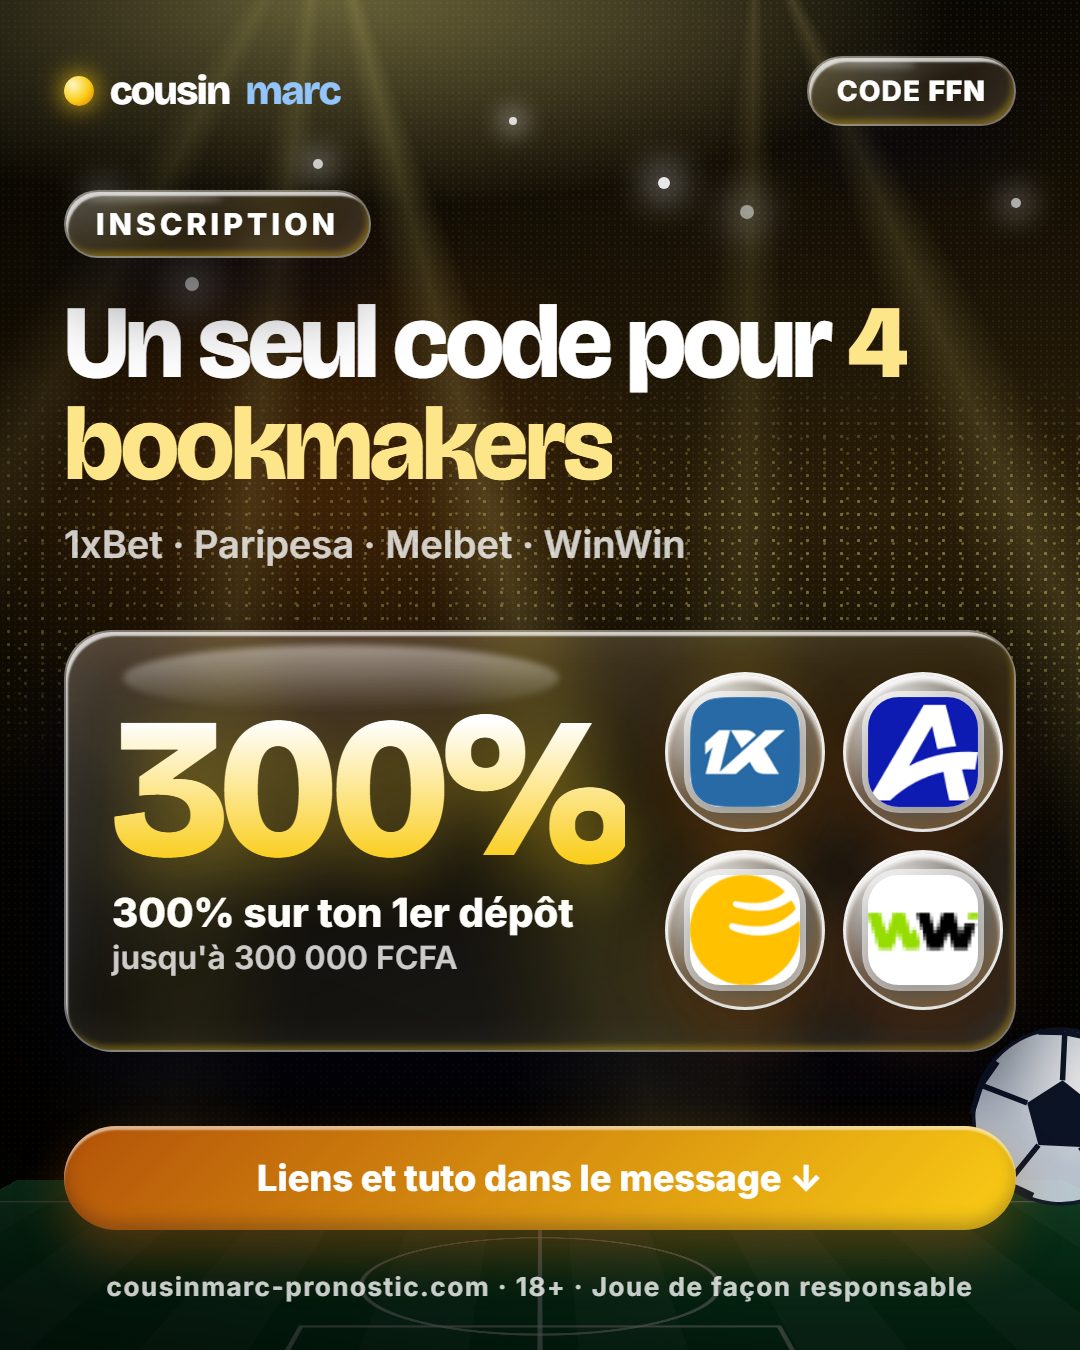 cousin marc
CODE FFN
INSCRIPTION
Un seul code pour 4
bookmakers
1xBet · Paripesa · Melbet · WinWin
300%
300% sur ton 1er dépôt
jusqu'à 300 000 FCFA
1X
WW
Liens et tuto dans le message ↓
cousinmarc-pronostic.com · 18+ · Joue de façon responsable